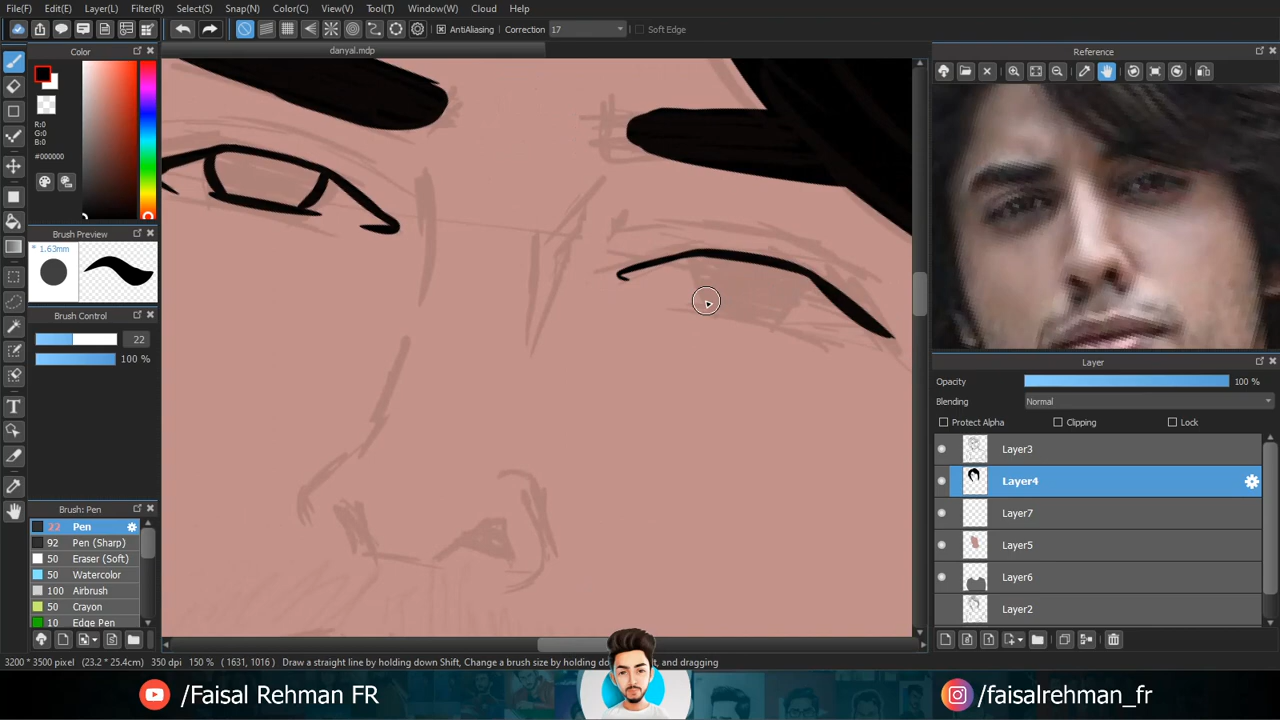 File(F) Edit(E) Layer(L) Filter(R) Select(S) Snap(N) Color(C) View(V) Tool(T) Window(W) Cloud Help
AntiAliasing Correction 17 Soft Edge
Color
danyal.mdp
Reference
R:0
G:0
B:0
#000000
Brush Preview
* 1.63mm
Brush Control
22
100 %
Layer
Opacity 100 %
Blending Normal
Protect Alpha Clipping Lock
Layer3
Layer4
Layer7
Layer5
Layer6
Layer2
Brush: Pen
22 Pen
92 Pen (Sharp)
50 Eraser (Soft)
50 Watercolor
100 Airbrush
50 Crayon
10 Edge Pen
3200 * 3500 pixel (23.2 * 25.4cm) 350 dpi 150 % ( 1631, 1016 ) Draw a straight line by holding down Shift, Change a brush size by holding do, and dragging
/Faisal Rehman FR
/faisalrehman_fr